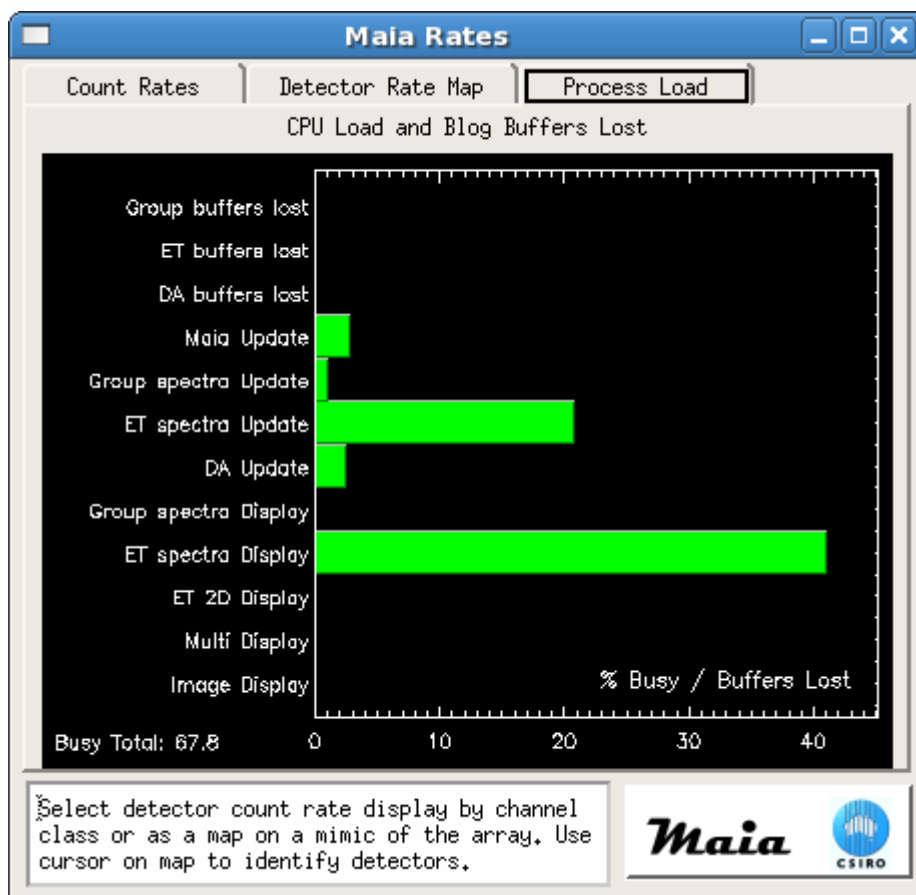 Maia Rates
Count Rates
Detector Rate Map
Process Load
CPU Load and Blog Buffers Lost
Group buffers lost
ET buffers lost
DA buffers lost
Maia Update
Group spectra Update
ET spectra Update
DA Update
Group spectra Display
ET spectra Display
ET 2D Display
Multi Display
Image Display
% Busy / Buffers Lost
Busy Total: 67.8
0 10 20 30 40
Select detector count rate display by channel
class or as a map on a mimic of the array. Use
cursor on map to identify detectors.
Maia
CSIRO